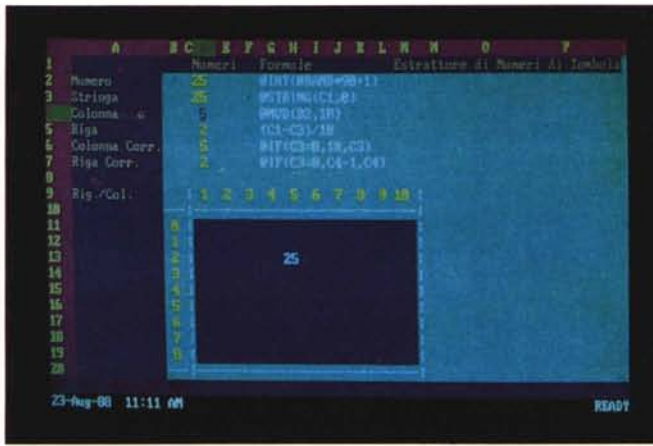 A B C E F G H I J K L M N O P
1 Numeri Formule Estrattore di Numeri di Tombola
2 Numero 25 @INT(@RAND*90+1)
3 Stringa 25 @STRING(C1,0)
Colonna 5 @MOD(D2,10)
5 Riga 2 (C1-C3)/10
6 Colonna Corr. 5 @IF(C3=0,10,C3)
7 Riga Corr. 2 @IF(C3=0,C4-1,C4)
8
9 Rig./Col. 1 2 3 4 5 6 7 8 9 10
10
11 0
12 1
13 2 25
14 3
15 4
16 5
17 6
18 7
19 8
20
23-Aug-88 11:11 AM READY